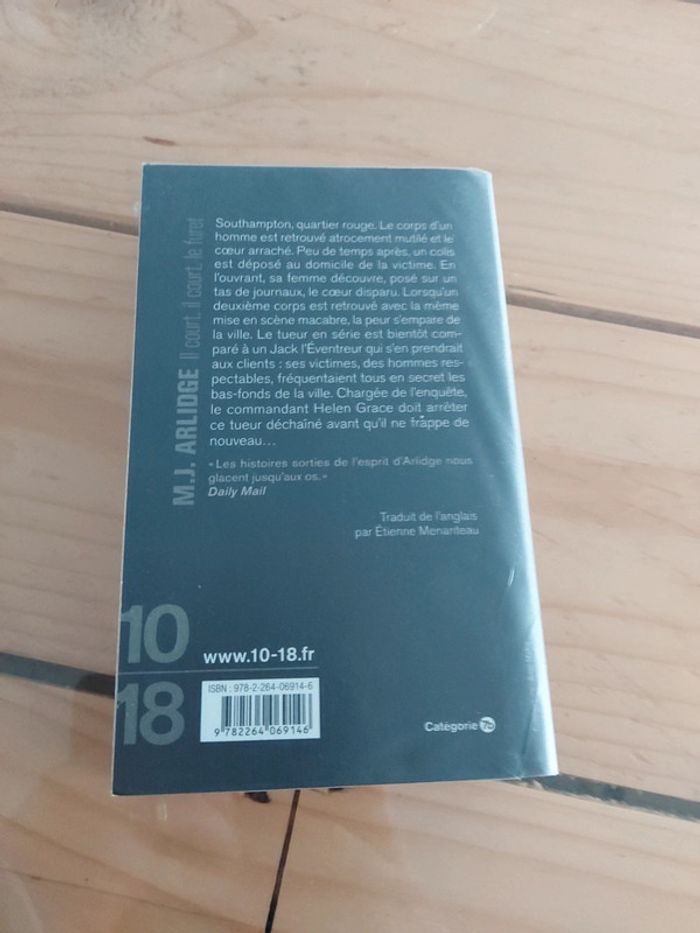 M.J. ARLIDGE Il court, il court, le furet
Southampton, quartier rouge. Le corps d'un
homme est retrouvé atrocement mutilé et le
cœur arraché. Peu de temps après, un colis
est déposé au domicile de la victime. En
l'ouvrant, sa femme découvre, posé sur un
tas de journaux, le cœur disparu. Lorsqu'un
deuxième corps est retrouvé avec la même
mise en scène macabre, la peur s'empare de
la ville. Le tueur en série est bientôt com-
paré à un Jack l'Éventreur qui s'en prendrait
aux clients : ses victimes, des hommes res-
pectables, fréquentaient tous en secret les
bas-fonds de la ville. Chargée de l'enquête,
le commandant Helen Grace doit arrêter
ce tueur déchaîné avant qu'il ne frappe de
nouveau…
« Les histoires sorties de l'esprit d'Arlidge nous
glacent jusqu'aux os. »
Daily Mail
Traduit de l'anglais
par Étienne Menanteau
10
18
www.10-18.fr
ISBN : 978-2-264-06914-6
9 782264 069146
Catégorie